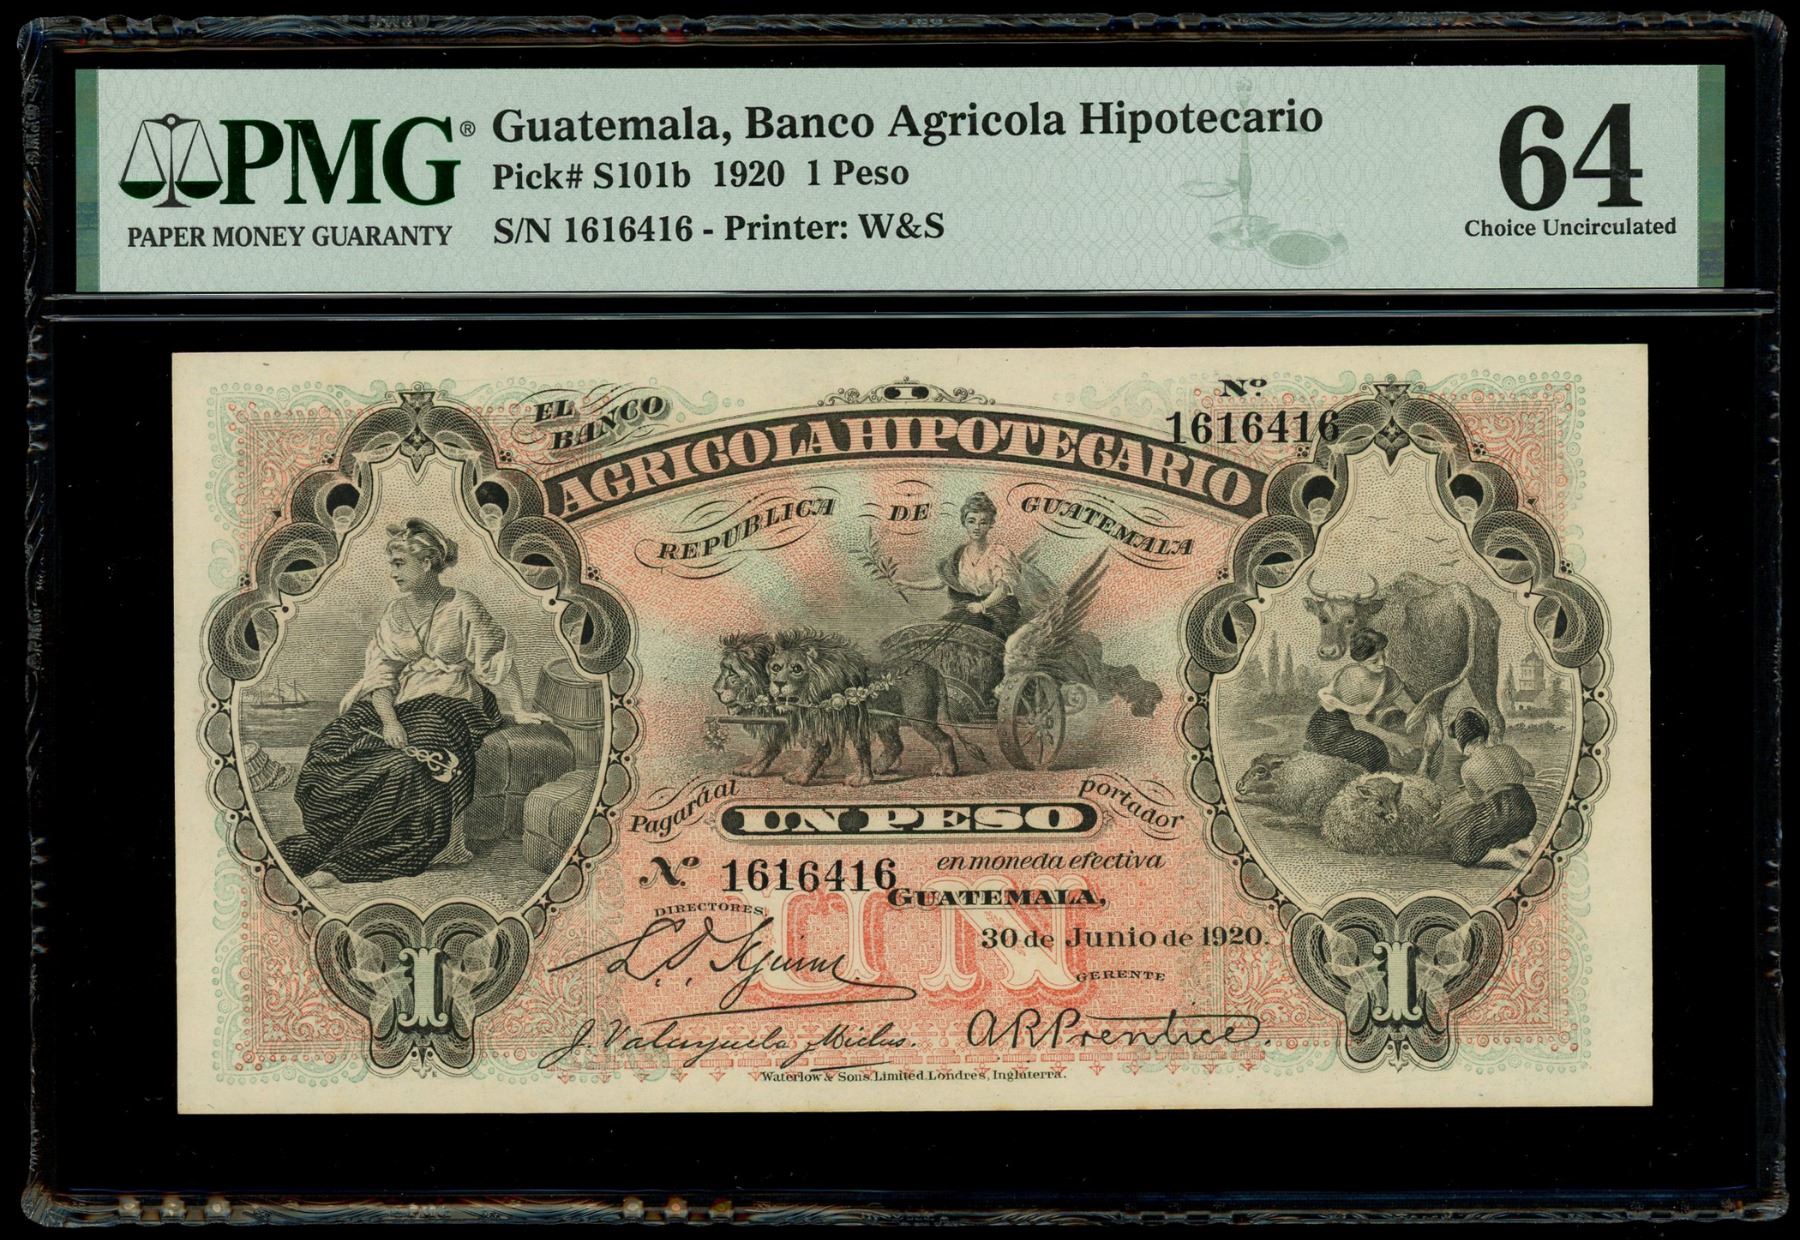 PMG®
PAPER MONEY GUARANTY
Guatemala, Banco Agricola Hipotecario
Pick# S101b 1920 1 Peso
S/N 1616416 - Printer: W&S
64
Choice Uncirculated
1
EL BANCO
AGRICOLA HIPOTECARIO
Nº.
1616416
REPUBLICA DE GUATEMALA
Pagará al portador
UN PESO
Nº. 1616416
en moneda efectiva
GUATEMALA,
DIRECTORES,
30 de Junio de 1920.
UN
GERENTE
1
1
J. Valenzuela
A R Prentice.
Waterlow & Sons Limited. Londres, Inglaterra.